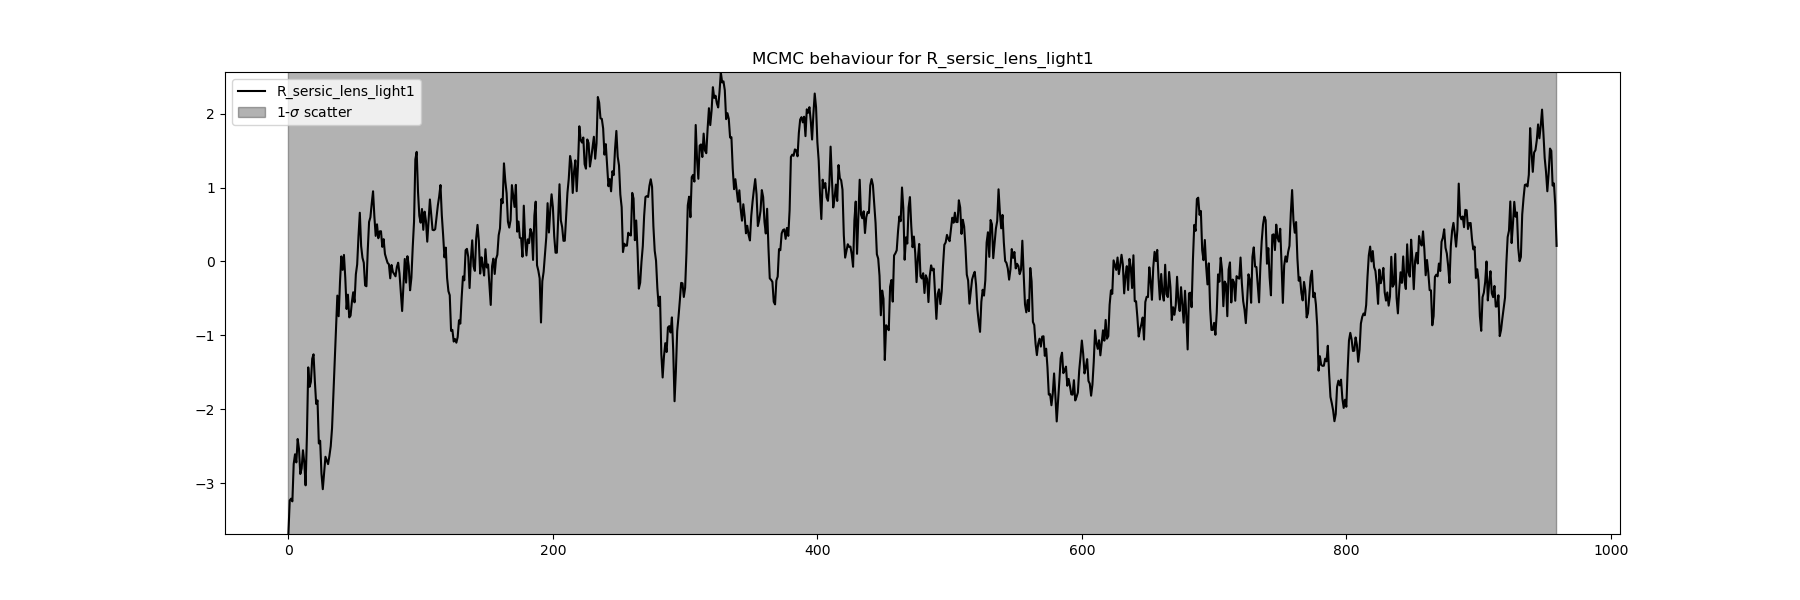 MCMC behaviour for R_sersic_lens_light1
R_sersic_lens_light1
1-σ scatter
2
1
0
−1
−2
−3
0 200 400 600 800 1000